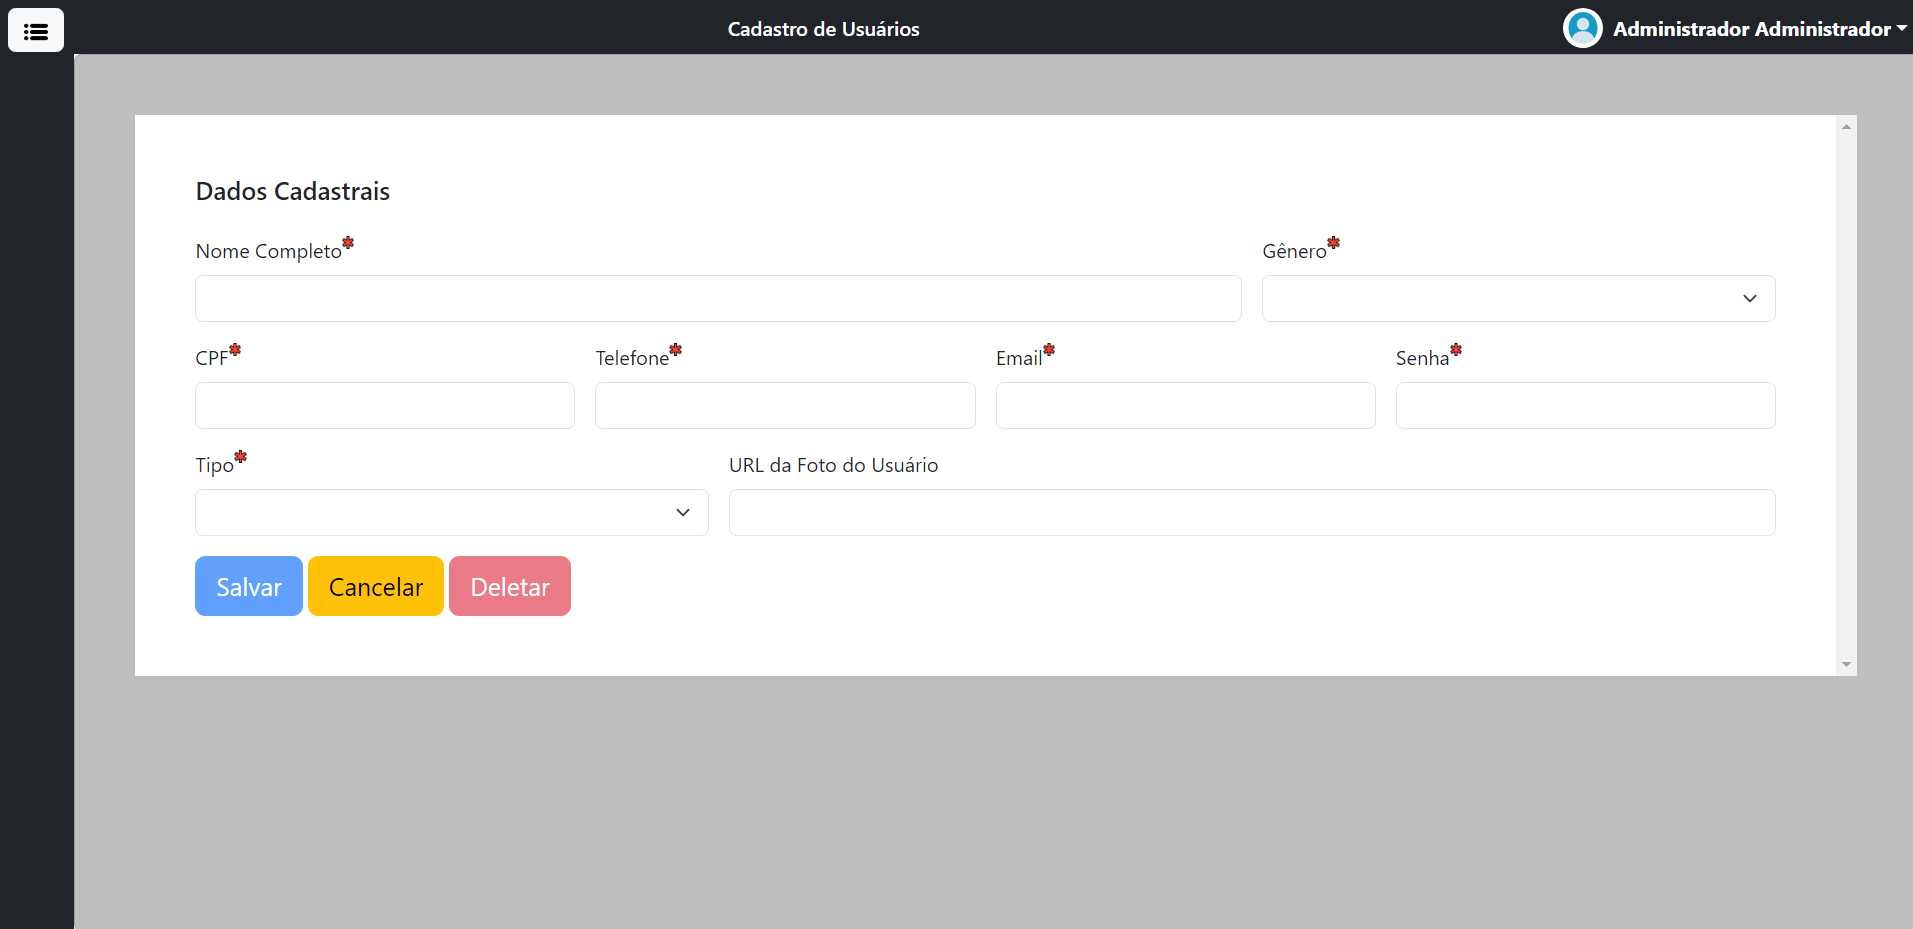 Cadastro de Usuários
Administrador Administrador
Dados Cadastrais
Nome Completo*
Gênero*
CPF*
Telefone*
Email*
Senha*
Tipo*
URL da Foto do Usuário
Salvar
Cancelar
Deletar